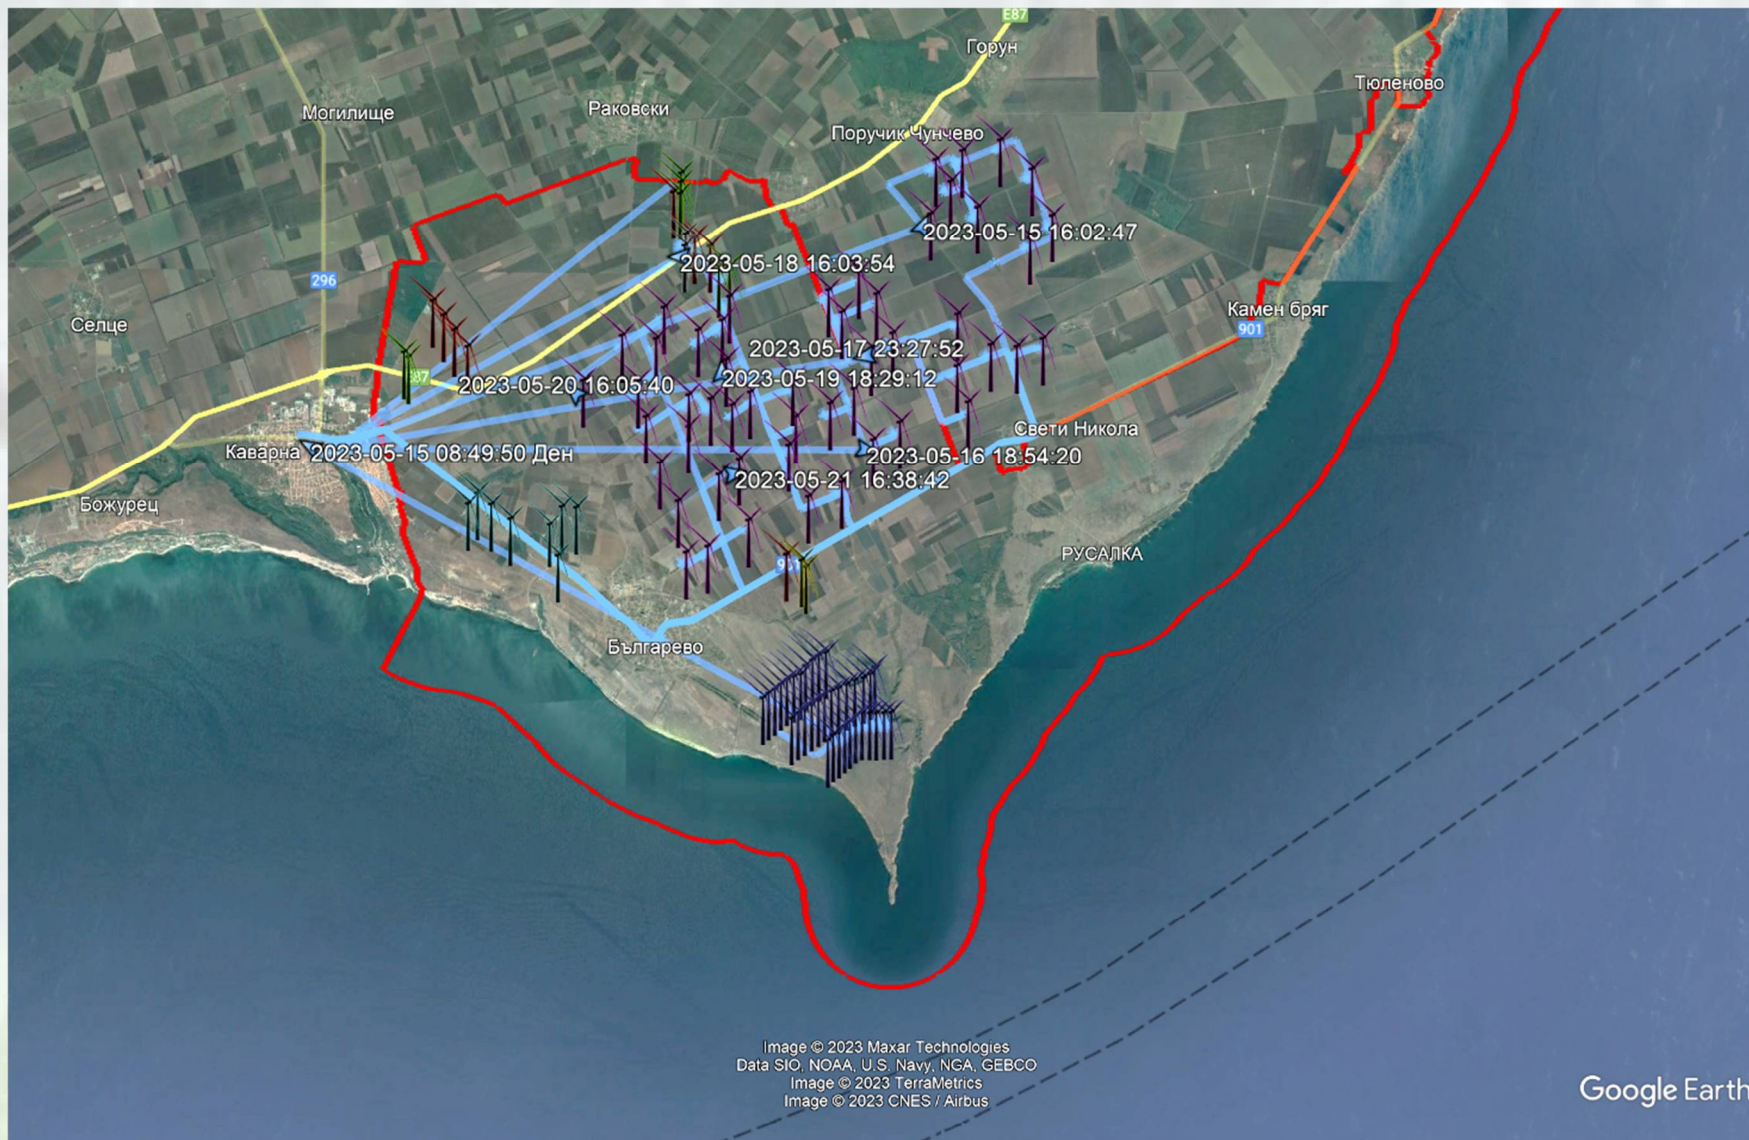 E87
Горун
Тюленово
Могилище
Раковски
Поручик Чунчево
2023-05-15 16:02:47
2023-05-18 16:03:54
296
Камен бряг
Селце
901
2023-05-17 23:27:52
87
2023-05-20 16:05:40
2023-05-19 18:29:12
Свети Никола
Каварна
2023-05-15 08:49:50 Ден
2023-05-16 18:54:20
2023-05-21 16:38:42
Божурец
РУСАЛКА
Българево
Image © 2023 Maxar Technologies
Data SIO, NOAA, U.S. Navy, NGA, GEBCO
Image © 2023 TerraMetrics
Image © 2023 CNES / Airbus
Google Earth